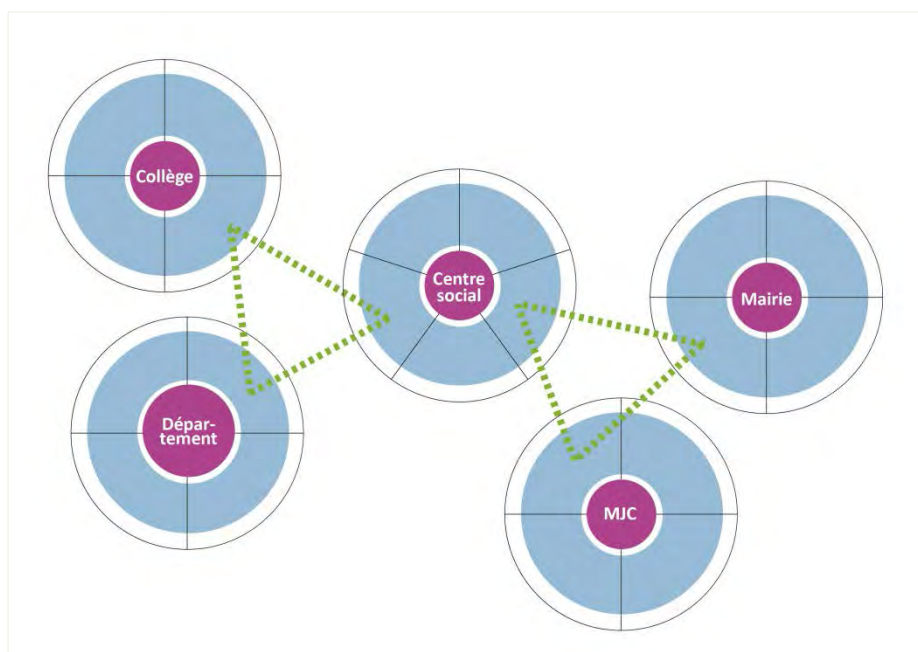 Collège
Centre
social
Mairie
Dépar-
tement
MJC